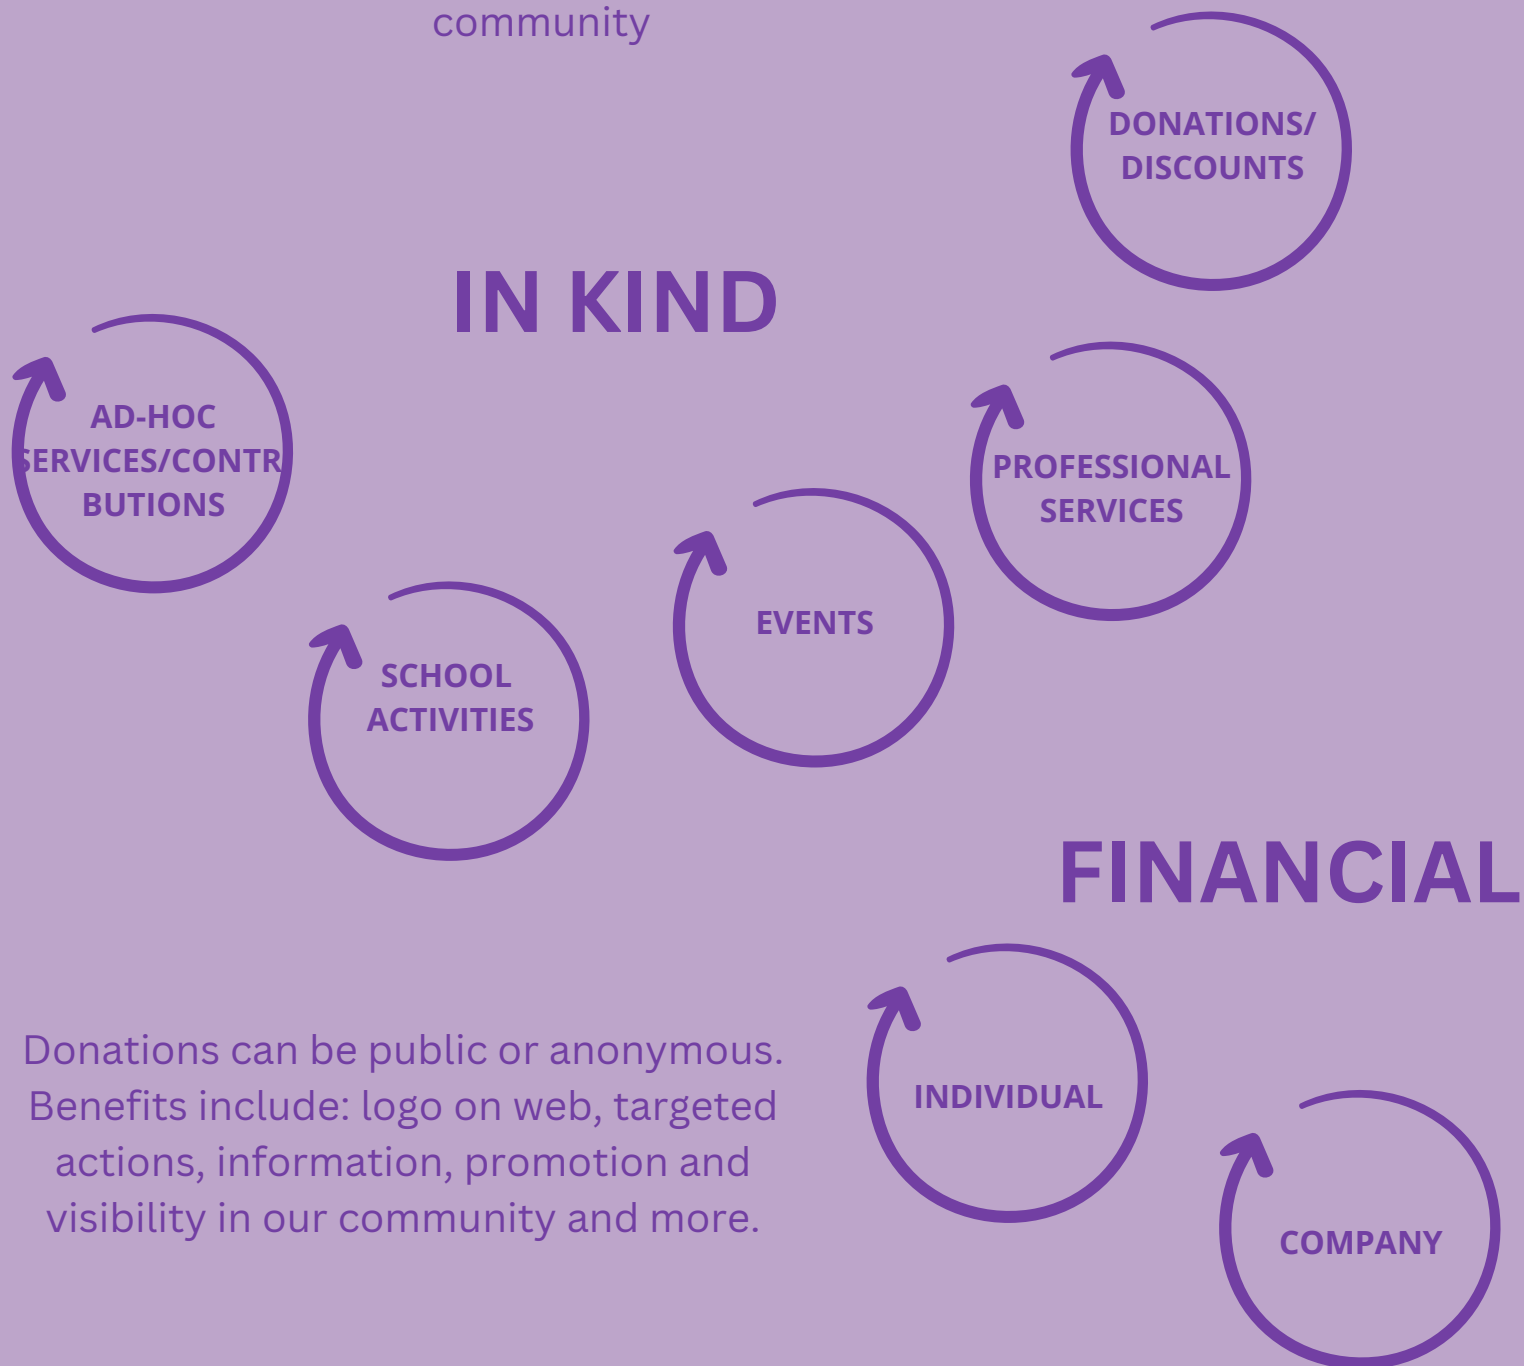 community
DONATIONS/
DISCOUNTS
IN KIND
AD-HOC
SERVICES/CONTR
BUTIONS
PROFESSIONAL
SERVICES
EVENTS
SCHOOL
ACTIVITIES
FINANCIAL
INDIVIDUAL
COMPANY
Donations can be public or anonymous.
Benefits include: logo on web, targeted
actions, information, promotion and
visibility in our community and more.